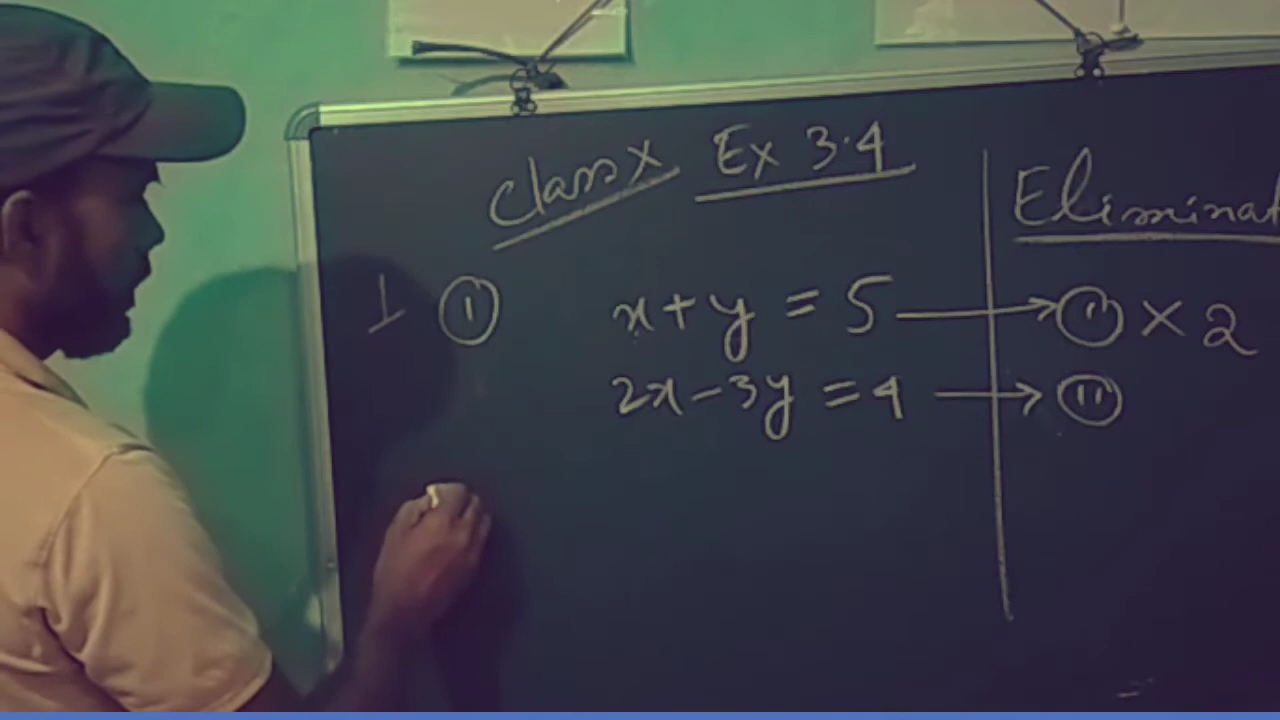 Class X Ex 3.4
Eliminat
1 (i) x + y = 5 → (i) × 2
2x - 3y = 4 → (ii)